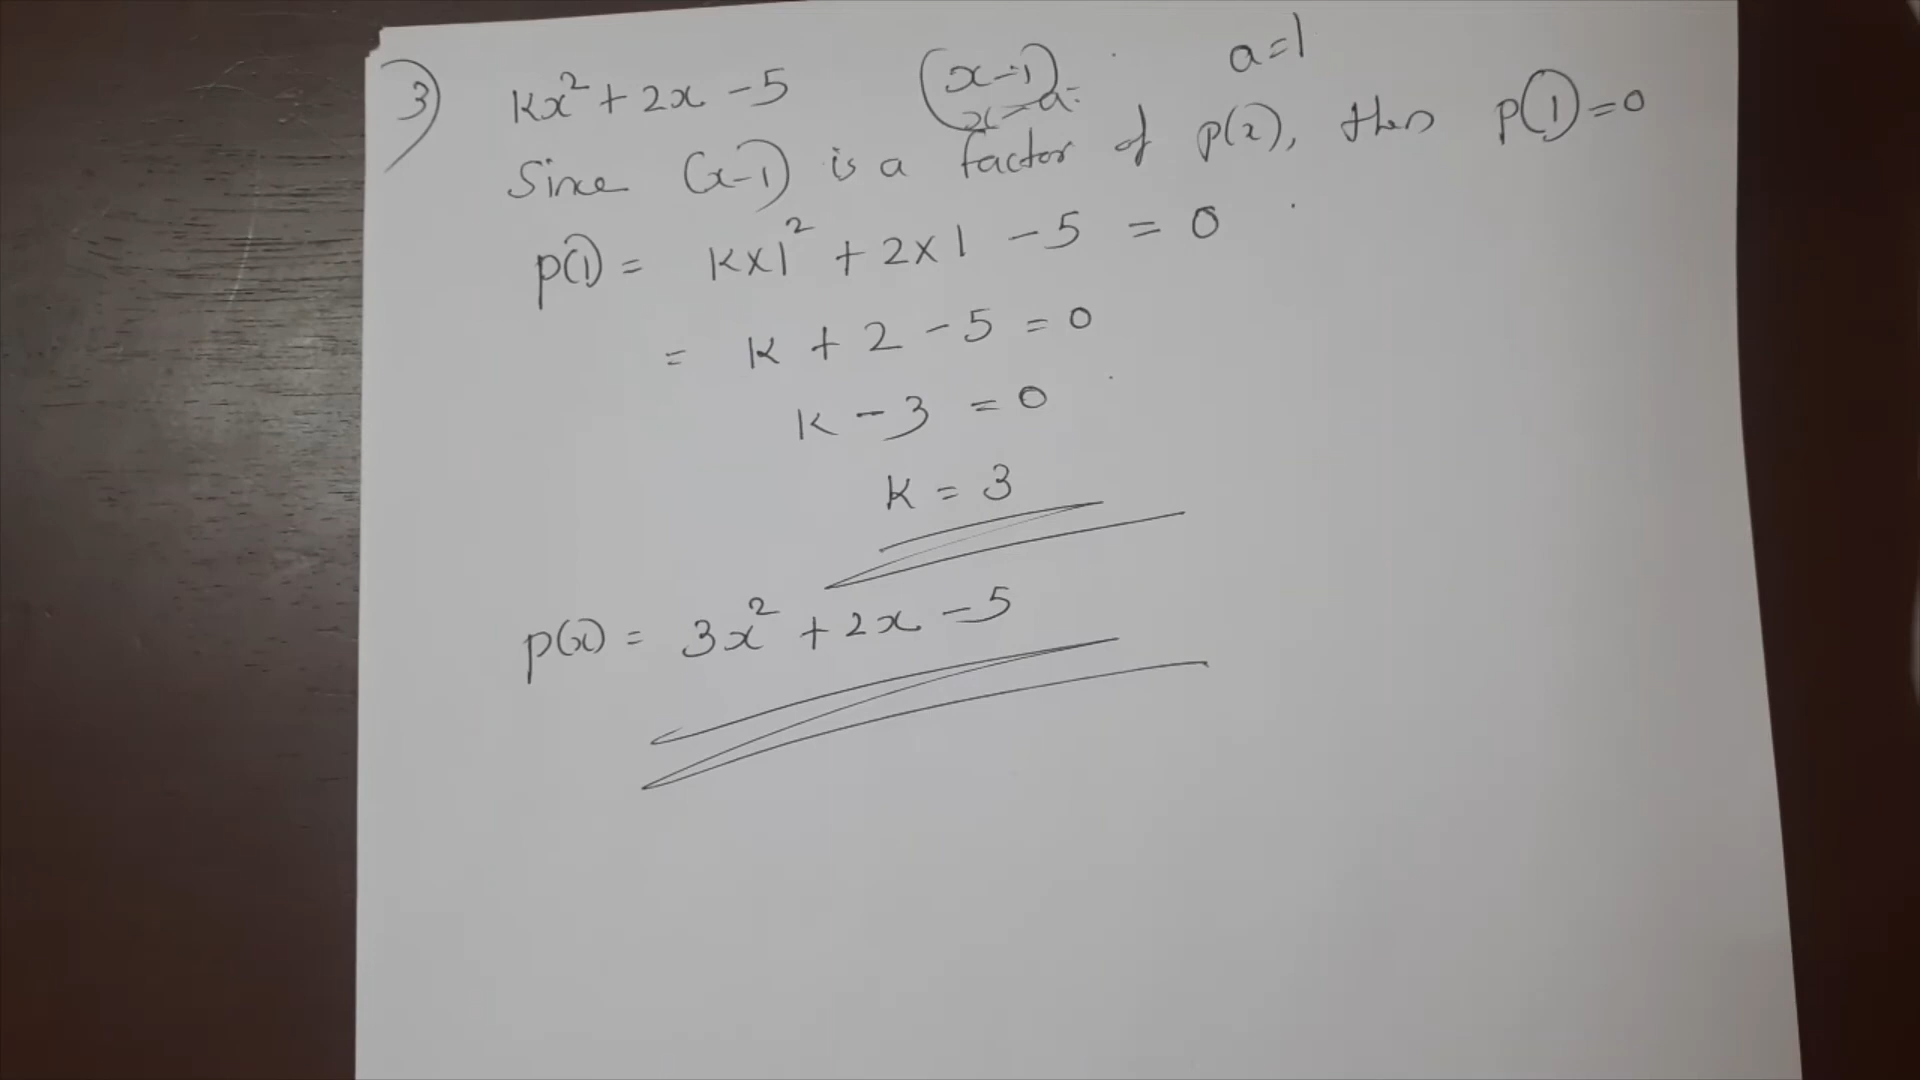 3) kx² + 2x - 5 (x-1) a=1
x-a
Since (x-1) is a factor of p(x), then p(1)=0
p(1) = k×1² + 2×1 - 5 = 0
= k + 2 - 5 = 0
k - 3 = 0
k = 3
p(x) = 3x² + 2x - 5